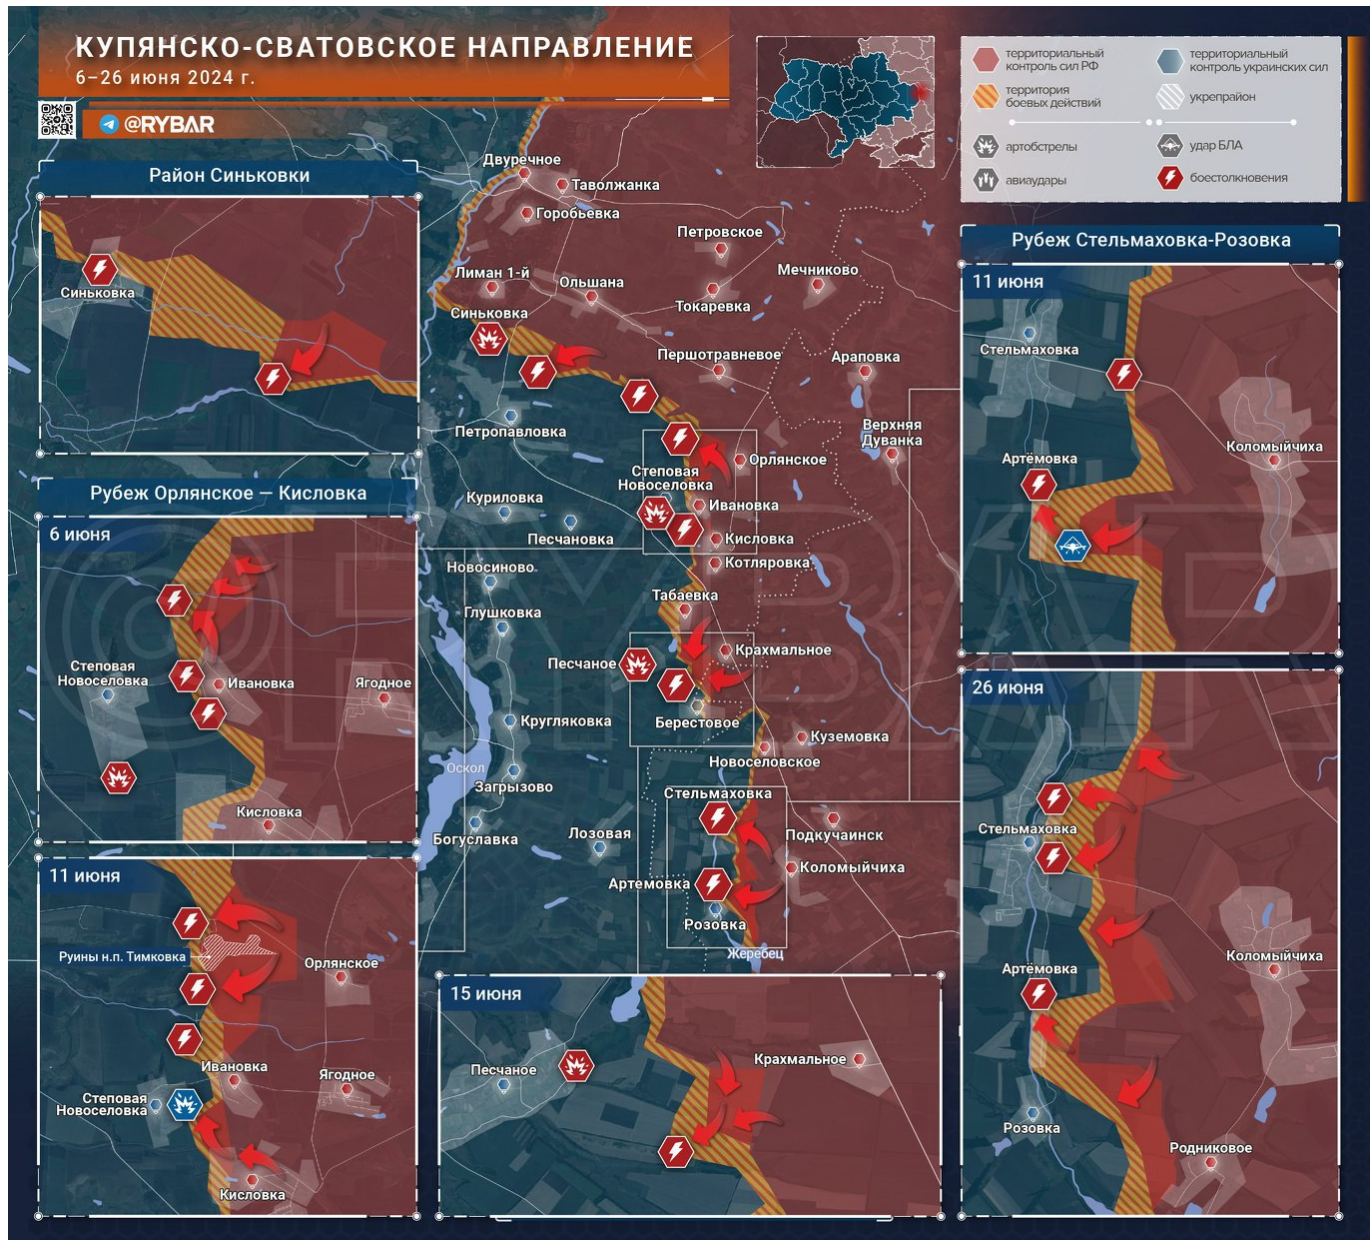 КУПЯНСКО-СВАТОВСКОЕ НАПРАВЛЕНИЕ
6–26 июня 2024 г.
@RYBAR
территориальный
контроль сил РФ
территориальный
контроль украинских сил
территория
боевых действий
укрепрайон
артобстрелы
удар БЛА
авиаудары
боестолкновения
Район Синьковки
Синьковка
Рубеж Орлянское — Кисловка
6 июня
Степовая
Новоселовка
Ивановка
Ягодное
Кисловка
11 июня
Руины н.п. Тимковка
Орлянское
Ивановка
Ягодное
Степовая
Новоселовка
Кисловка
Двуречное
Таволжанка
Горобьевка
Петровское
Лиман 1-й
Ольшана
Мечниково
Токаревка
Синьковка
Першотравневое
Араповка
Петропавловка
Верхняя
Дуванка
Орлянское
Степовая
Новоселовка
Куриловка
Ивановка
Песчановка
Кисловка
Котляровка
Новосиново
Табаевка
Глушковка
Крахмальное
Песчаное
Кругляковка
Берестовое
Куземовка
Новоселовское
Оскол
Загрызово
Стельмаховка
Богуславка
Лозовая
Подкучаинск
Коломыйчиха
Артемовка
Розовка
Жеребец
15 июня
Песчаное
Крахмальное
Рубеж Стельмаховка-Розовка
11 июня
Стельмаховка
Коломыйчиха
Артёмовка
26 июня
Стельмаховка
Коломыйчиха
Артёмовка
Розовка
Родниковое
©RYBAR